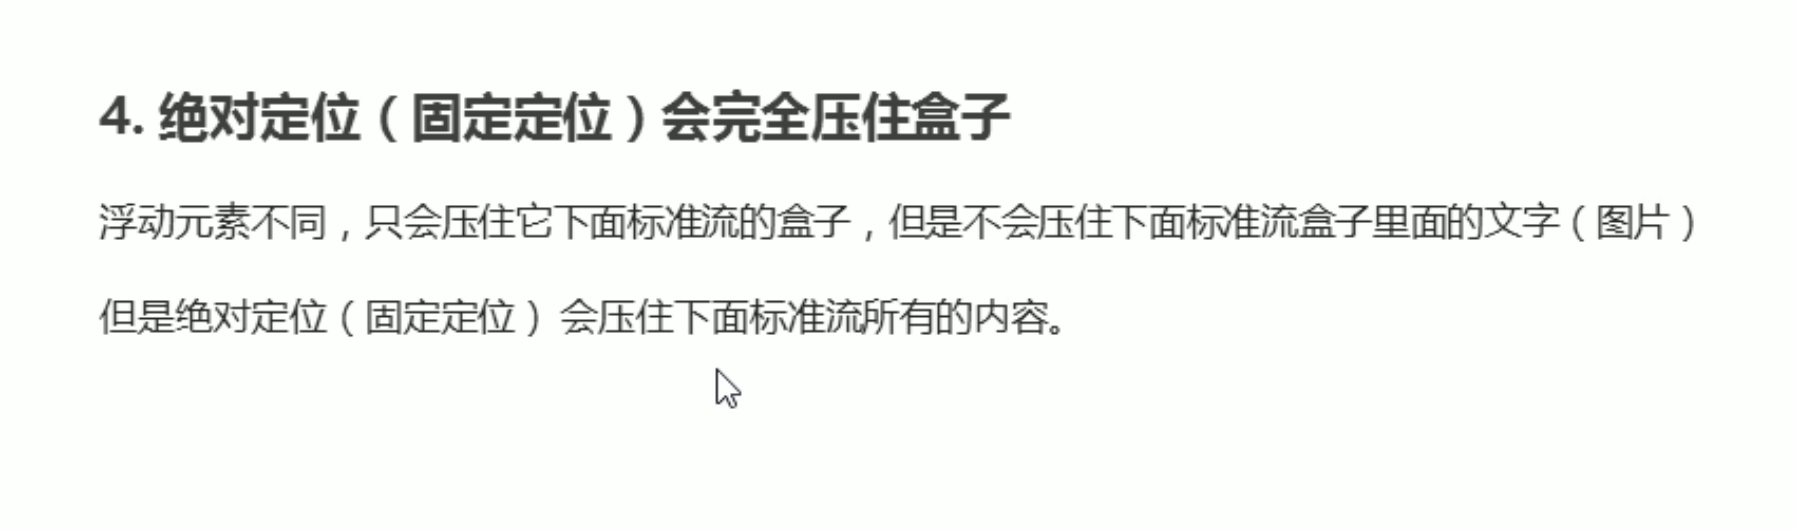 4. 绝对定位（固定定位）会完全压住盒子
浮动元素不同，只会压住它下面标准流的盒子，但是不会压住下面标准流盒子里面的文字（图片）
但是绝对定位（固定定位） 会压住下面标准流所有的内容。